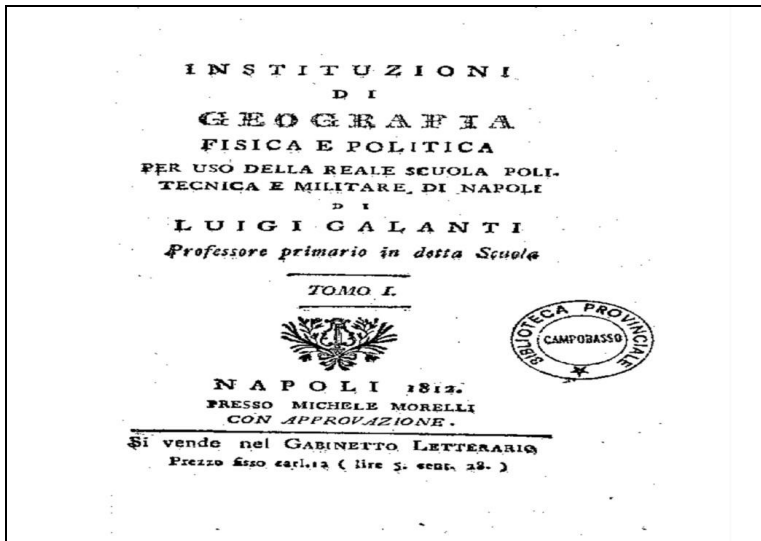 INSTITUZIONI
DI
GEOGRAFIA
FISICA E POLITICA
PER USO DELLA REALE SCUOLA POLI-
TECNICA E MILITARE DI NAPOLI
DI
LUIGI GALANTI
Professore primario in detta Scuola
TOMO I.
NAPOLI 1812.
PRESSO MICHELE MORELLI
CON APPROVAZIONE.
Si vende nel GABINETTO LETTERARIO
Prezzo fisso carl.12 ( lire 5. cent. 28. )
BIBLIOTECA PROVINCIALE
CAMPOBASSO